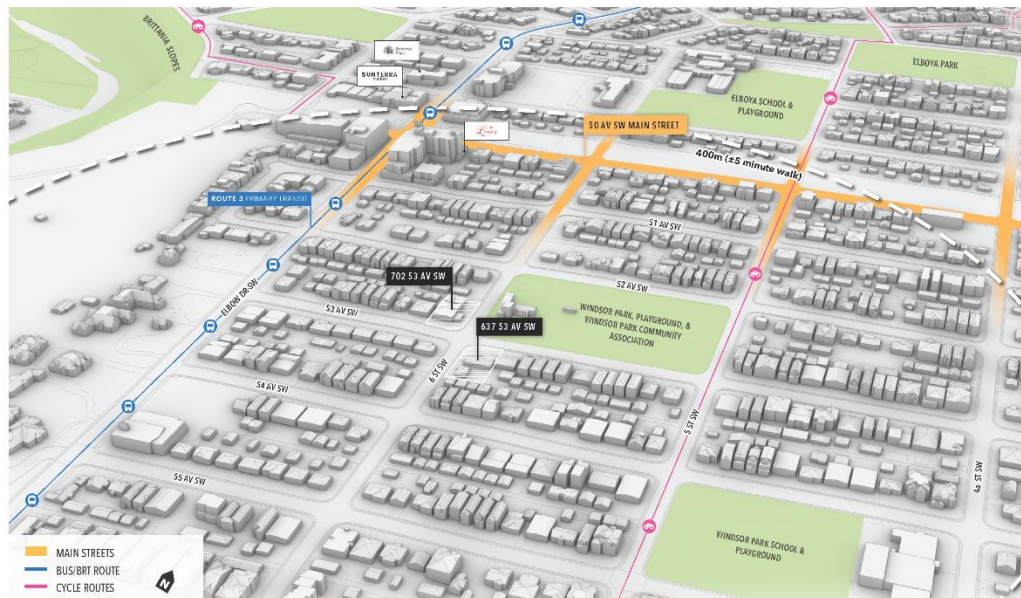 BRITTANIA SLOPES
SUNTERRA
market
ELBOYA PARK
ELBOYA SCHOOL &
PLAYGROUND
50 AV SW MAIN STREET
400m (±5 minute walk)
ROUTE 3 PRIMARY TRANSIT
51 AV SW
702 53 AV SW
52 AV SW
ELBOW DR SW
53 AV SW
WINDSOR PARK, PLAYGROUND, &
WINDSOR PARK COMMUNITY
ASSOCIATION
637 53 AV SW
6 ST SW
54 AV SW
5 ST SW
55 AV SW
4a ST SW
WINDSOR PARK SCHOOL &
PLAYGROUND
MAIN STREETS
BUS/BRT ROUTE
CYCLE ROUTES
N